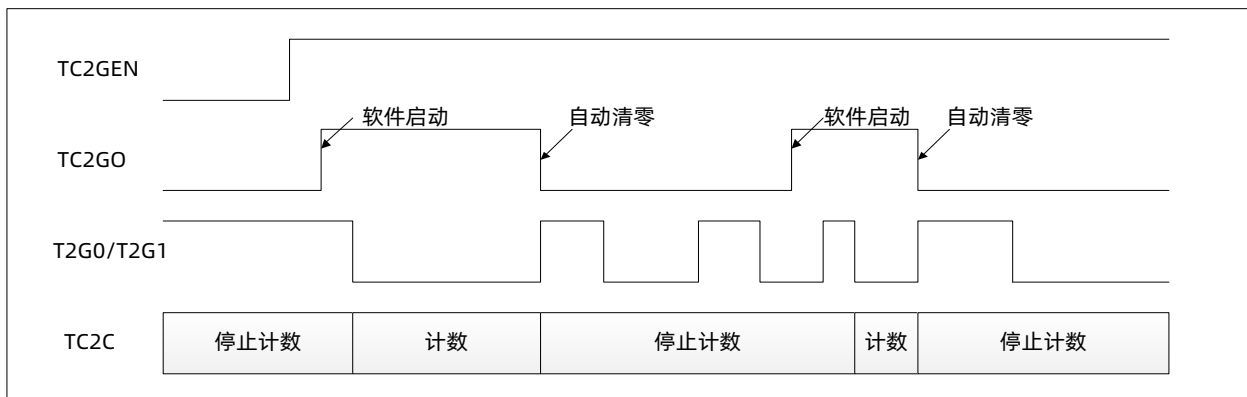 TC2GEN
软件启动 自动清零 软件启动 自动清零
TC2GO
T2G0/T2G1
TC2C 停止计数 计数 停止计数 计数 停止计数